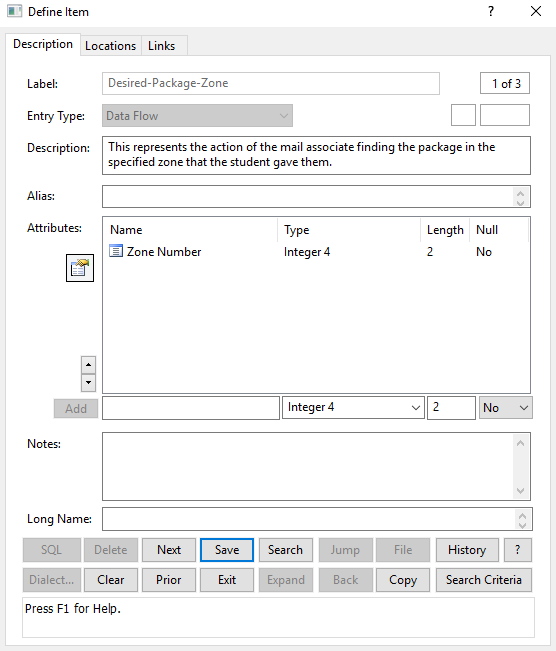 Define Item
?
Description Locations Links
Label: Desired-Package-Zone 1 of 3
Entry Type: Data Flow
Description: This represents the action of the mail associate finding the package in the
specified zone that the student gave them.
Alias:
Attributes: Name Type Length Null
Zone Number Integer 4 2 No
Add Integer 4 2 No
Notes:
Long Name:
SQL Delete Next Save Search Jump File History ?
Dialect... Clear Prior Exit Expand Back Copy Search Criteria
Press F1 for Help.